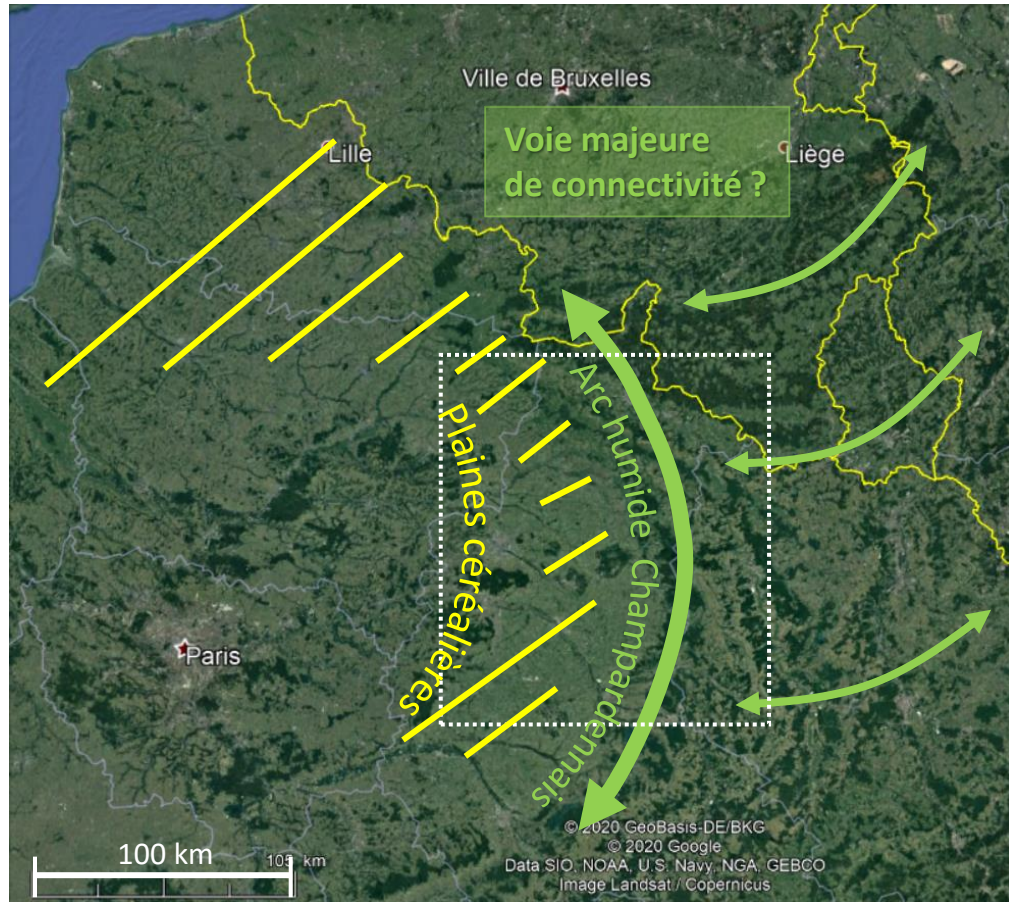 Ville de Bruxelles
Voie majeure
de connectivité ?
Lille
Liège
Arc humide Champardennais
Plaines céréalières
Paris
© 2020 GeoBasis-DE/BKG
© 2020 Google
Data SIO, NOAA, U.S. Navy, NGA, GEBCO
Image Landsat / Copernicus
100 km
105 km